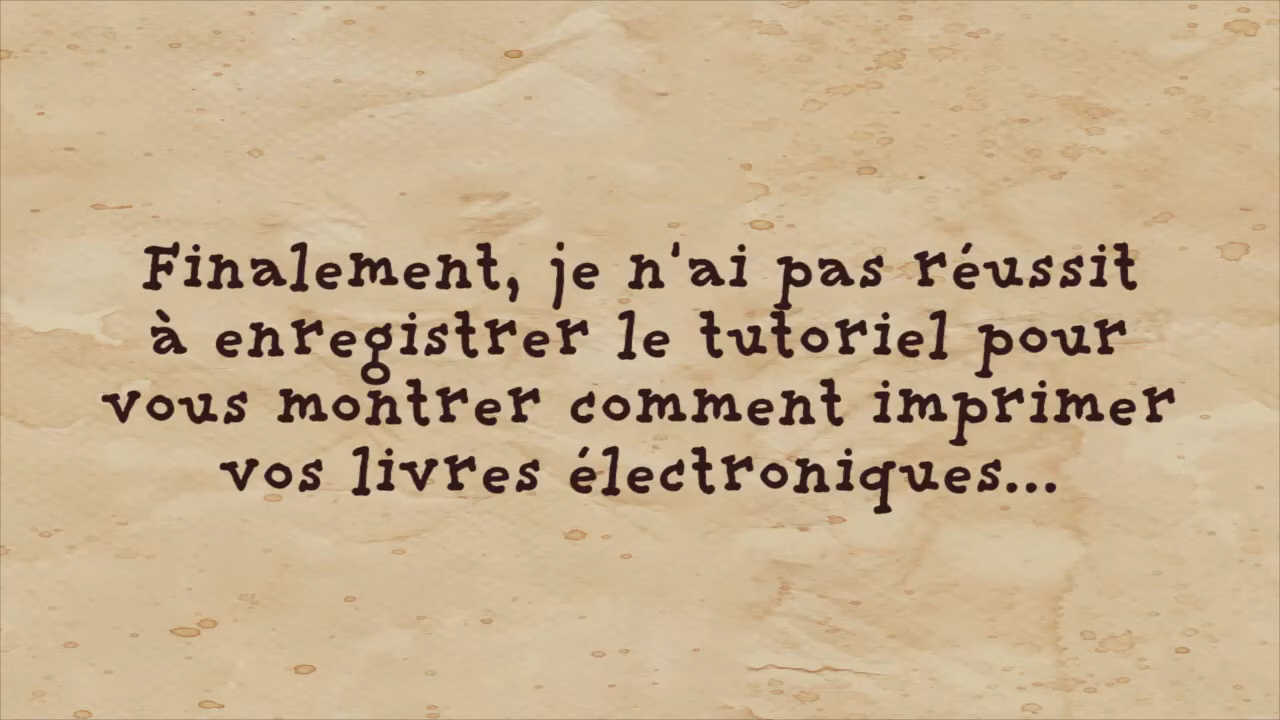 Finalement, je n'ai pas réussit
à enregistrer le tutoriel pour
vous montrer comment imprimer
vos livres électroniques...